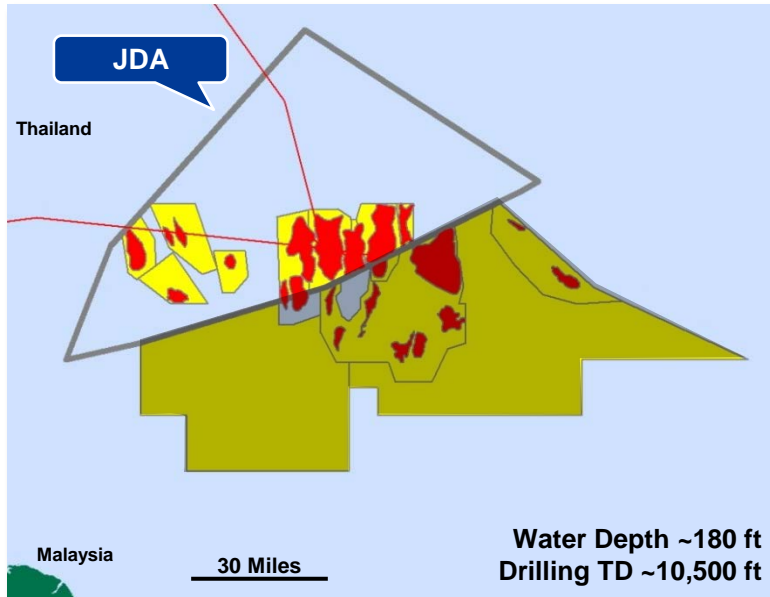 JDA
Thailand
Malaysia
30 Miles
Water Depth ~180 ft
Drilling TD ~10,500 ft